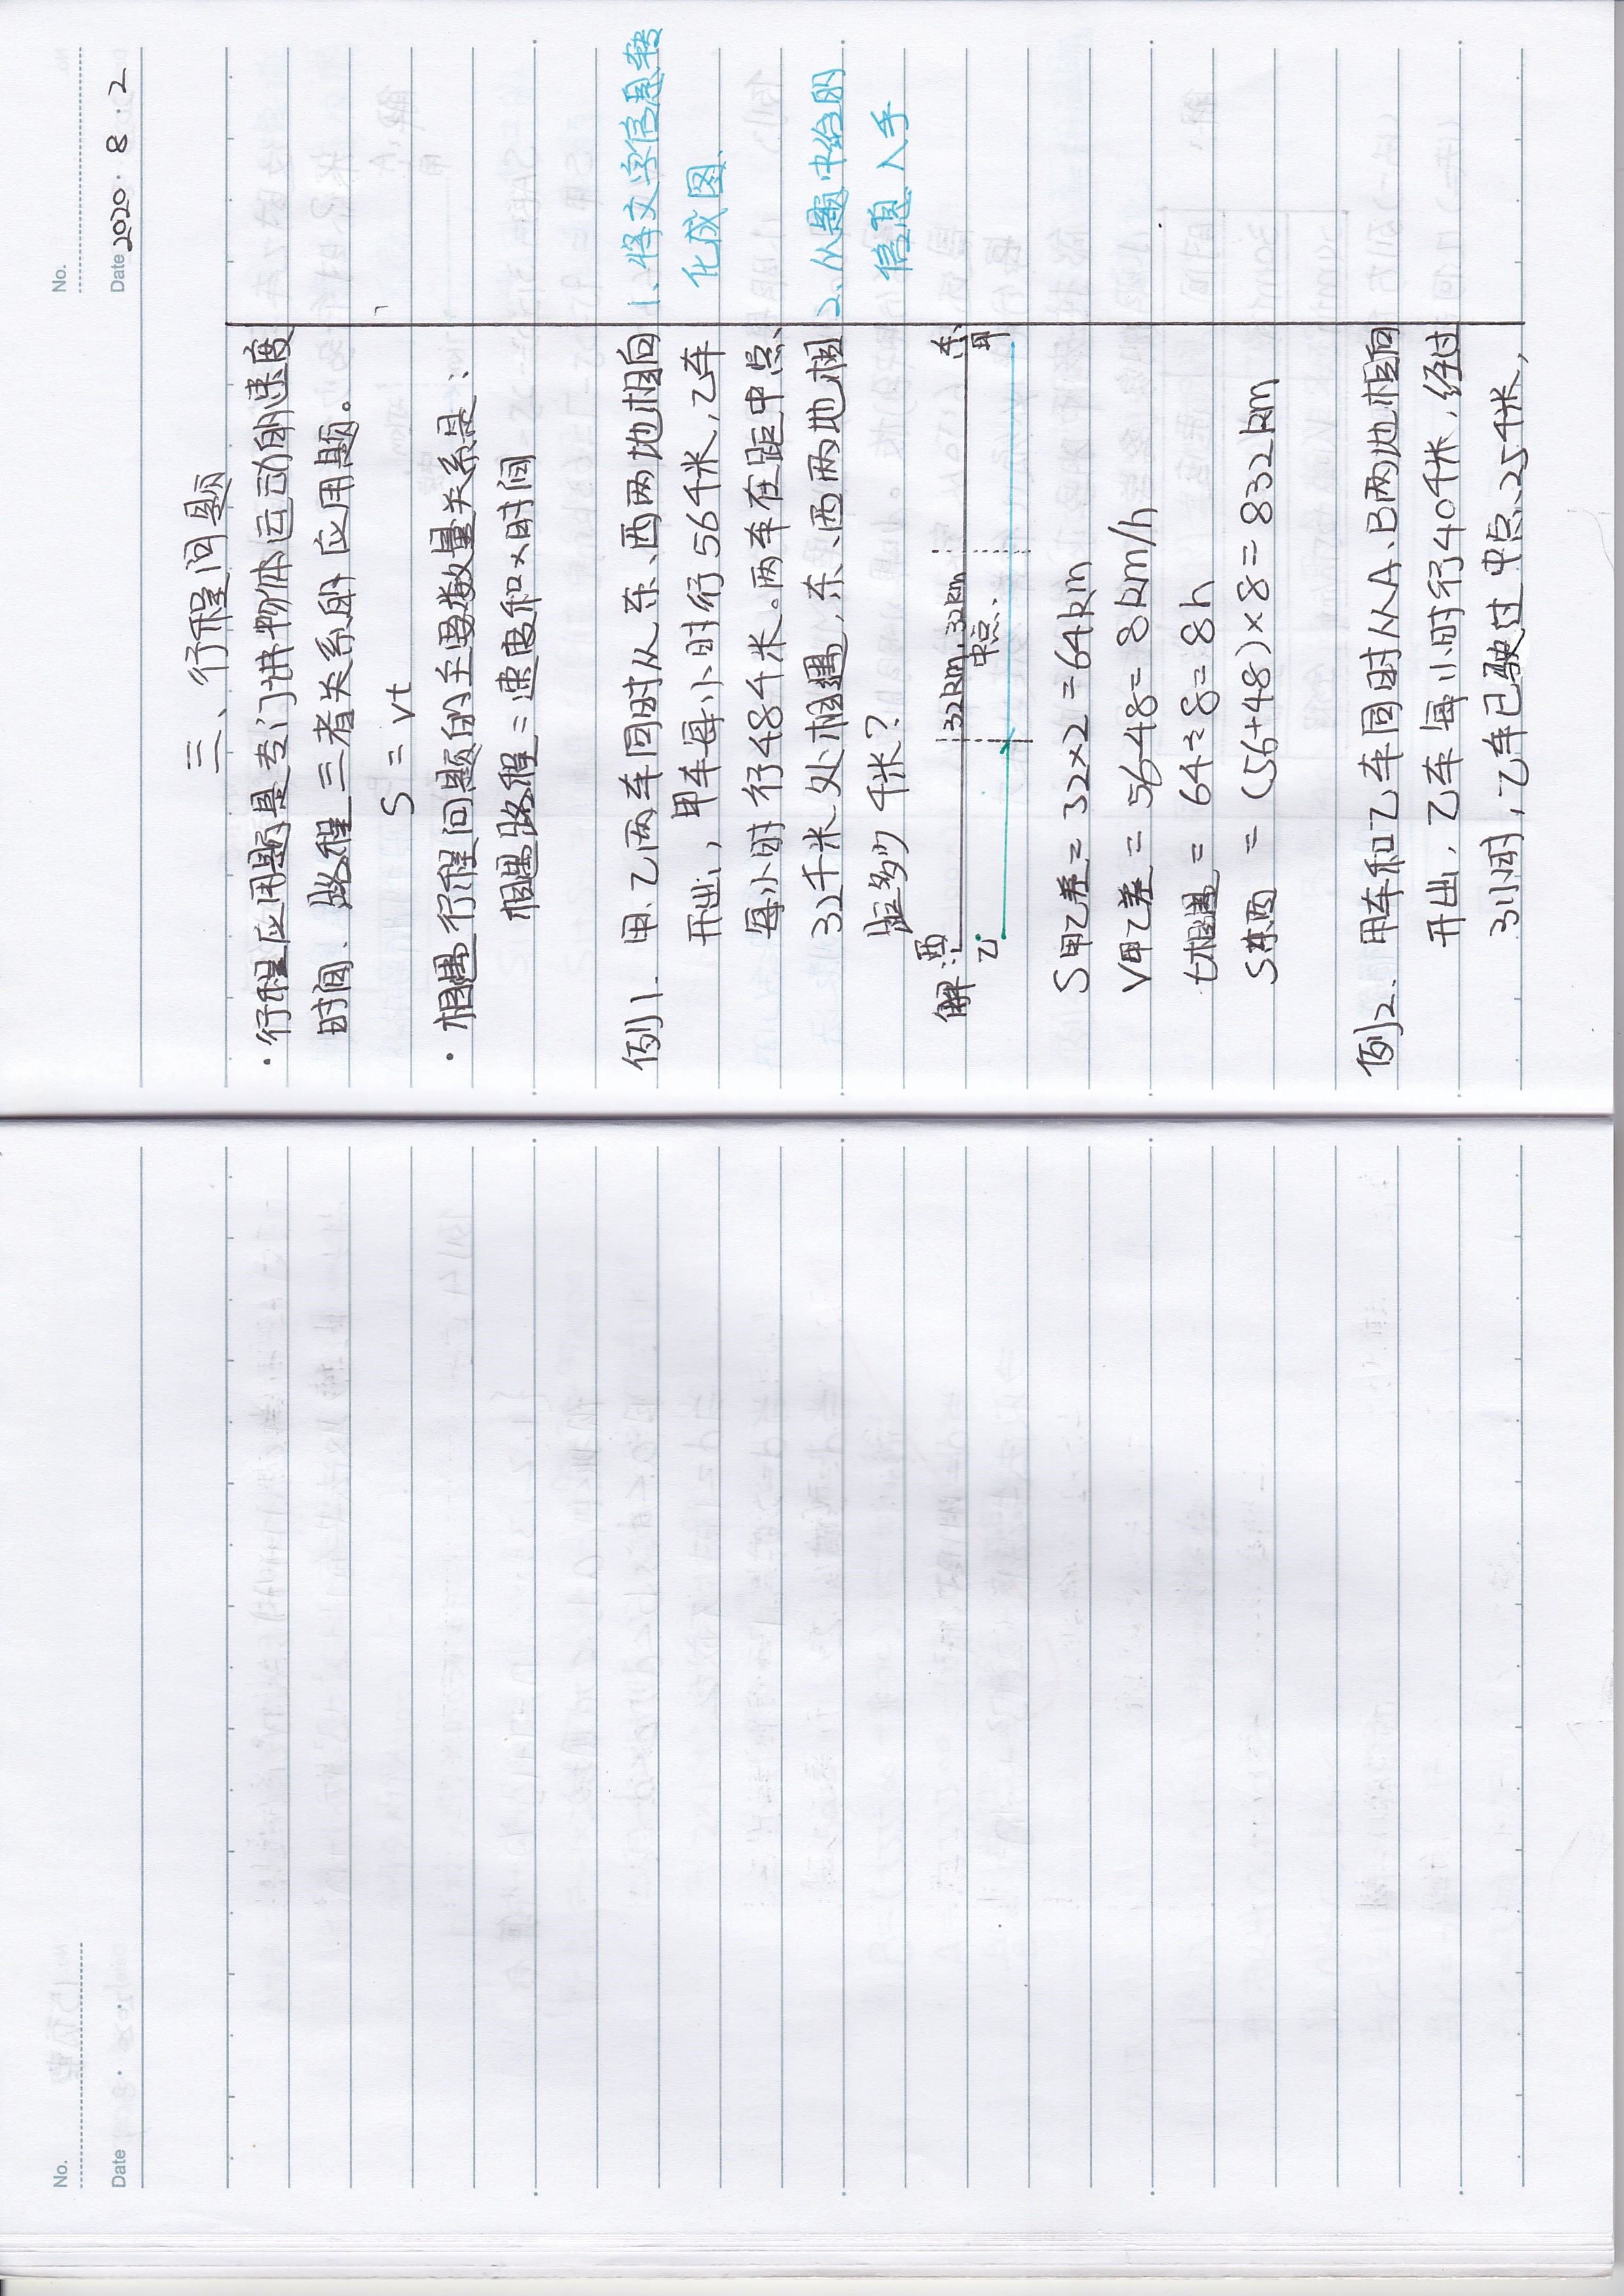 No.
Date 2020 · 8 · 2
三、行程问题
· 行程应用题是专门讲物体运动的速度
时间、路程三者关系的应用题。
S = vt
· 相遇行程问题的主要数量关系是:
相遇路程=速度和×时间
例1. 甲、乙两车同时从东、西两地相向
开出, 甲车每小时行56千米, 乙车
每小时行48千米。两车在距中点
32千米处相遇, 东、西两地相
距多少千米?
解: 西 32km 32km 东
乙 中点 甲
S甲乙差 = 32×2 = 64km
V甲乙差 = 56-48 = 8km/h
t相遇 = 64÷8 = 8h
S东西 = (56+48)×8 = 832km
例2. 甲车和乙车同时从A、B两地相向
开出, 乙车每小时行40千米, 经过
3小时, 乙车已驶过中点25千米,
1、将文字信息转
化成图.
2、从题中给的
信息入手
No.
Date